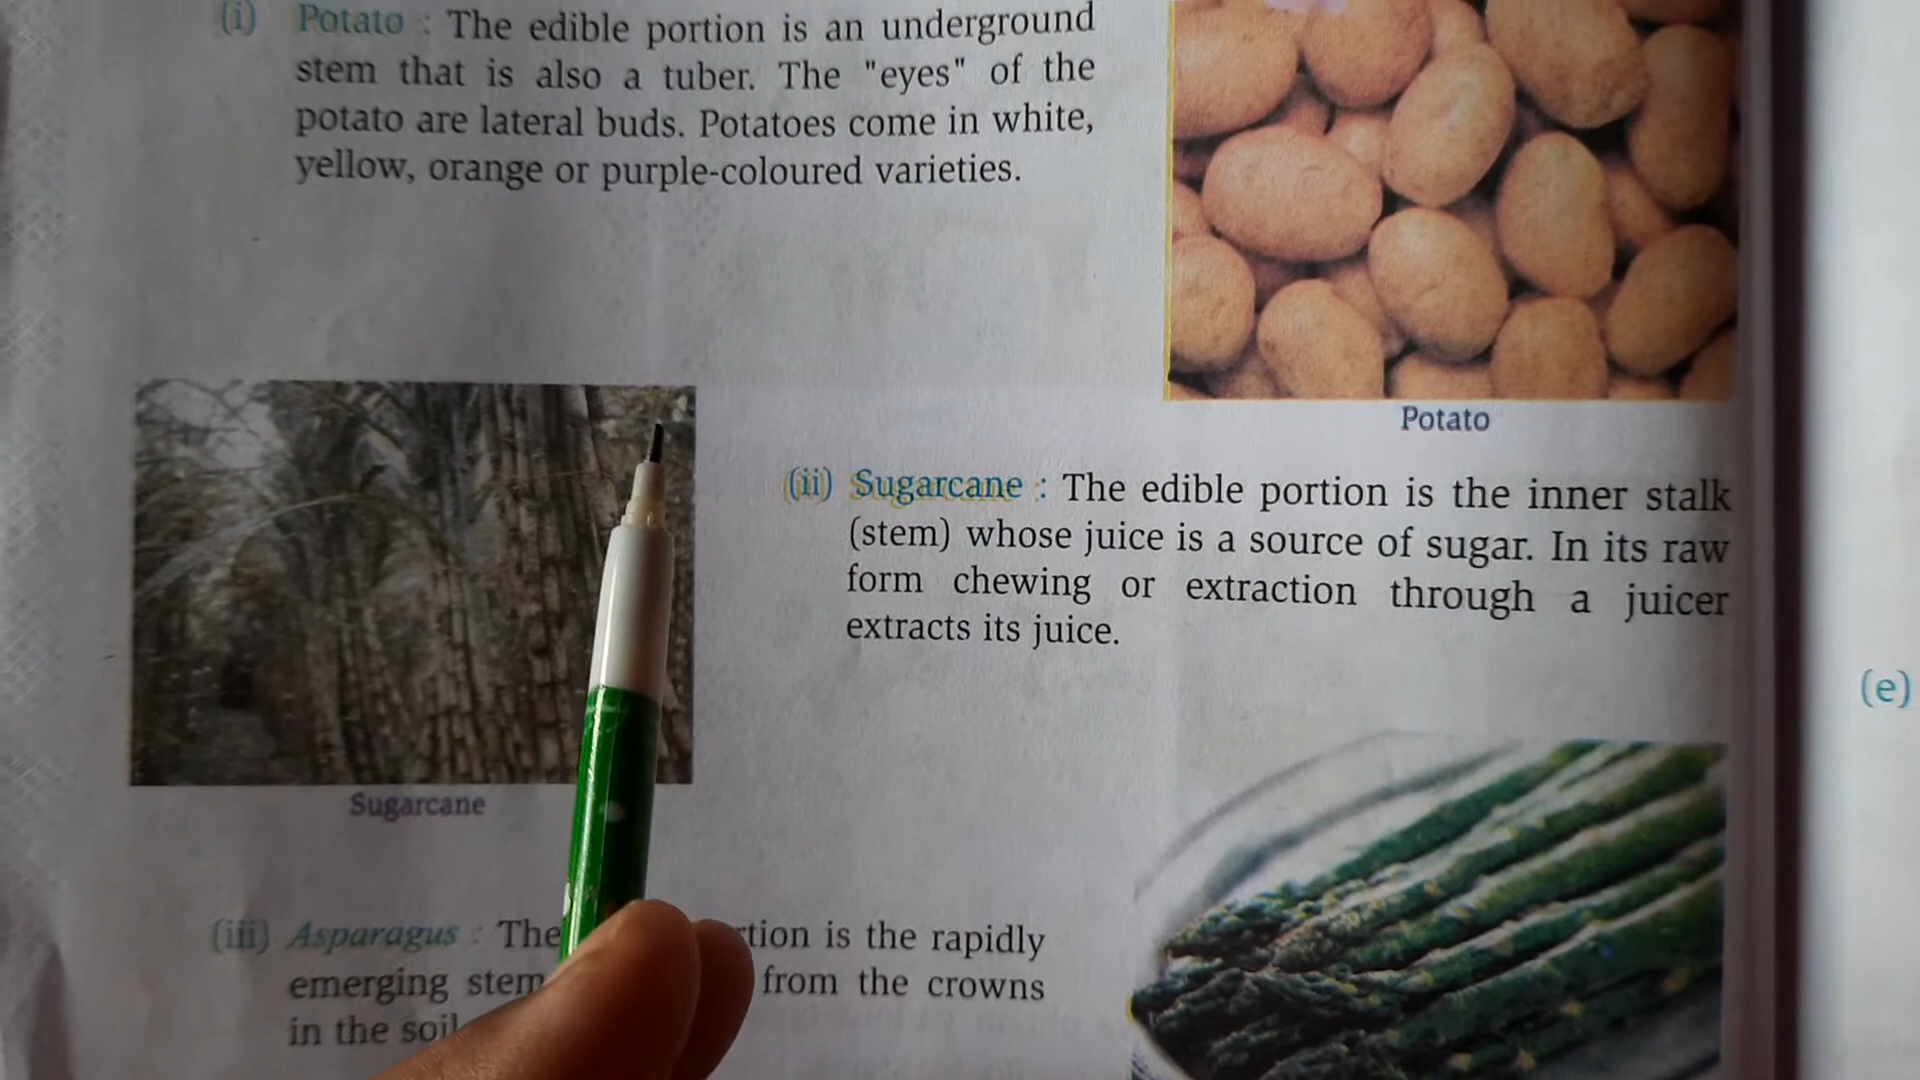 (i) Potato : The edible portion is an underground
stem that is also a tuber. The "eyes" of the
potato are lateral buds. Potatoes come in white,
yellow, orange or purple-coloured varieties.
Potato
(ii) Sugarcane : The edible portion is the inner stalk
(stem) whose juice is a source of sugar. In its raw
form chewing or extraction through a juicer
extracts its juice.
Sugarcane
(iii) Asparagus : The rtion is the rapidly
emerging stem from the crowns
in the soil
(e)